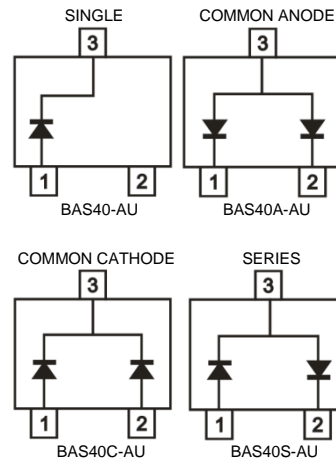 SINGLE COMMON ANODE
3 3
1 2 1 2
BAS40-AU BAS40A-AU
COMMON CATHODE SERIES
3 3
1 2 1 2
BAS40C-AU BAS40S-AU